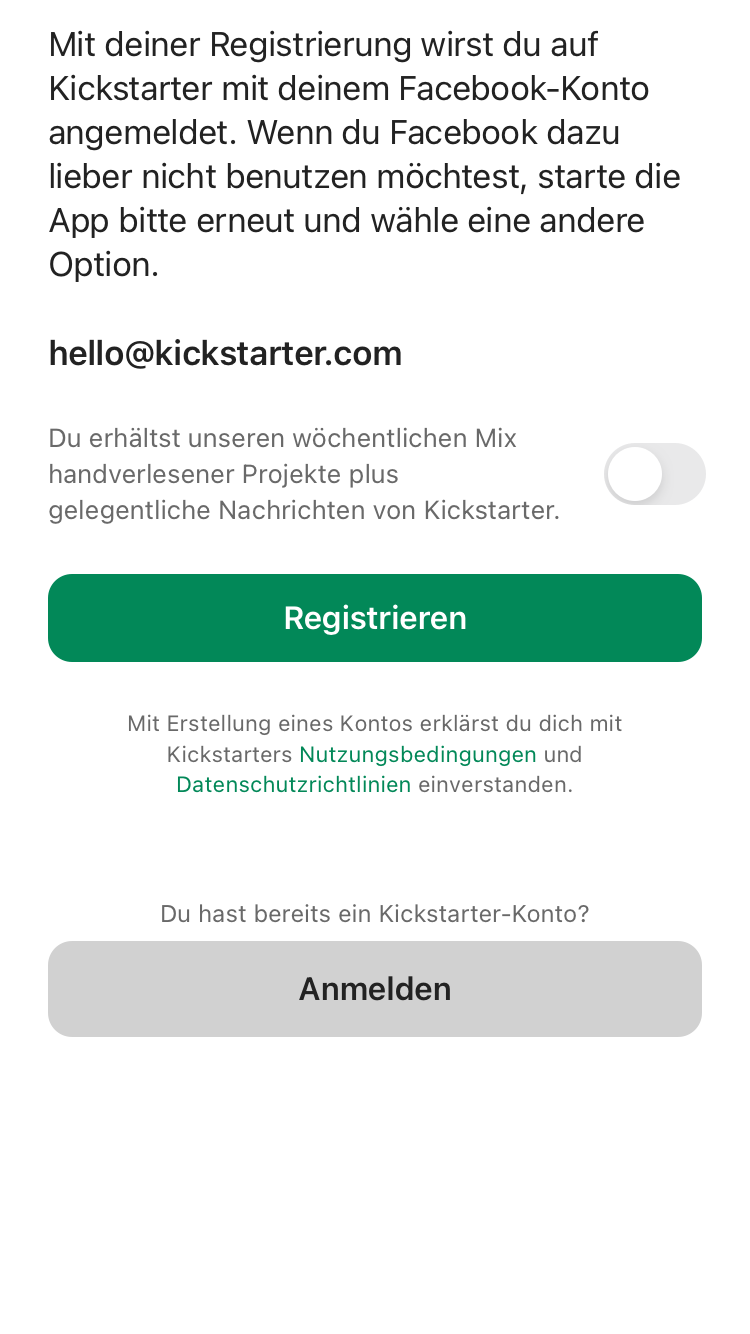 Mit deiner Registrierung wirst du auf
Kickstarter mit deinem Facebook-Konto
angemeldet. Wenn du Facebook dazu
lieber nicht benutzen möchtest, starte die
App bitte erneut und wähle eine andere
Option.
hello@kickstarter.com
Du erhältst unseren wöchentlichen Mix
handverlesener Projekte plus
gelegentliche Nachrichten von Kickstarter.
Registrieren
Mit Erstellung eines Kontos erklärst du dich mit
Kickstarters Nutzungsbedingungen und
Datenschutzrichtlinien einverstanden.
Du hast bereits ein Kickstarter-Konto?
Anmelden